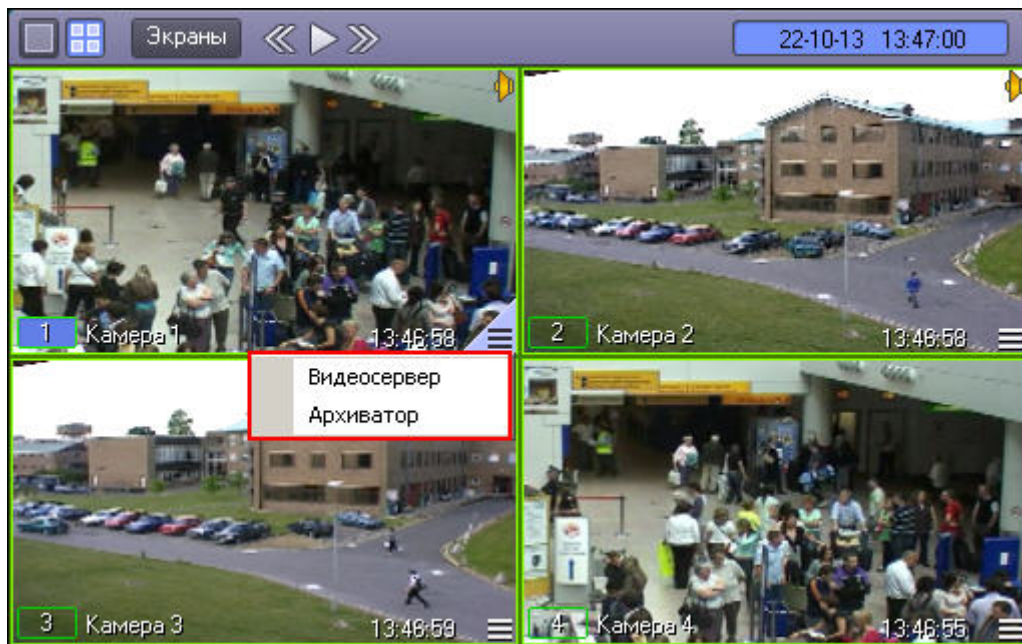 Экраны
22-10-13 13:47:00
1 Камера 1 13:46:58
2 Камера 2 13:46:58
Видеосервер
Архиватор
3 Камера 3 13:46:59
4 Камера 4 13:46:55